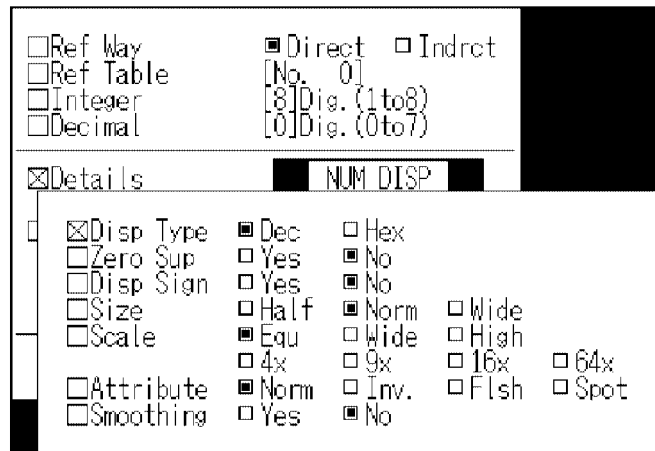 Ref Way Direct Indrct
Ref Table [No. 0]
Integer [8]Dig.(1to8)
Decimal [0]Dig.(0to7)
Details NUM DISP
Disp Type Dec Hex
Zero Sup Yes No
Disp Sign Yes No
Size Half Norm Wide
Scale Equ Wide High
4x 9x 16x 64x
Attribute Norm Inv. Flsh Spot
Smoothing Yes No